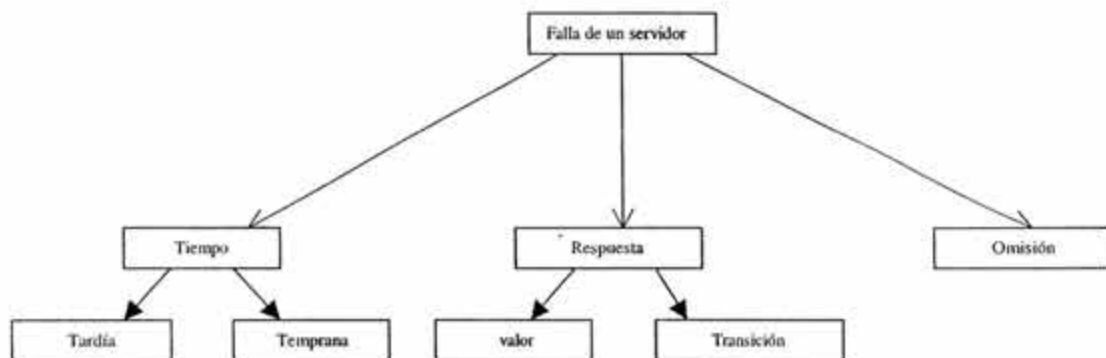 Falla de un servidor
Tiempo
Respuesta
Omisión
Tardía
Temprana
valor
Transición